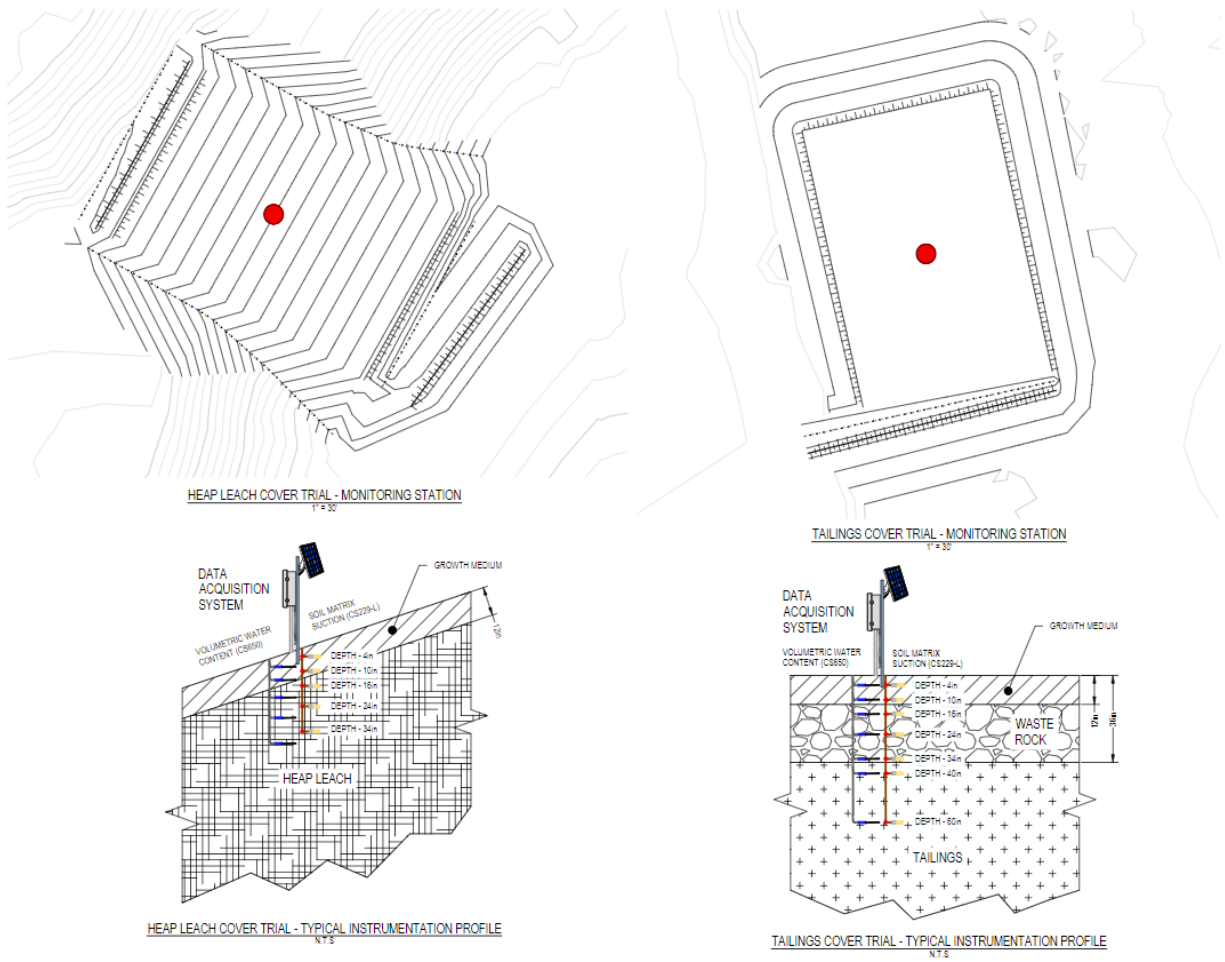 HEAP LEACH COVER TRIAL - MONITORING STATION
1" = 30'
TAILINGS COVER TRIAL - MONITORING STATION
1" = 30'
DATA
ACQUISITION
SYSTEM
VOLUMETRIC WATER
CONTENT (CS650)
SOIL MATRIX
SUCTION (CS229-L)
GROWTH MEDIUM
12in
DEPTH - 4in
DEPTH - 10in
DEPTH - 16in
DEPTH - 24in
DEPTH - 34in
HEAP LEACH
HEAP LEACH COVER TRIAL - TYPICAL INSTRUMENTATION PROFILE
N.T.S
DATA
ACQUISITION
SYSTEM
VOLUMETRIC WATER
CONTENT (CS650)
SOIL MATRIX
SUCTION (CS229-L)
GROWTH MEDIUM
DEPTH - 4in
DEPTH - 10in
DEPTH - 16in
DEPTH - 24in
DEPTH - 34in
DEPTH - 40in
DEPTH - 60in
WASTE
ROCK
12in
36in
TAILINGS
TAILINGS COVER TRIAL - TYPICAL INSTRUMENTATION PROFILE
N.T.S